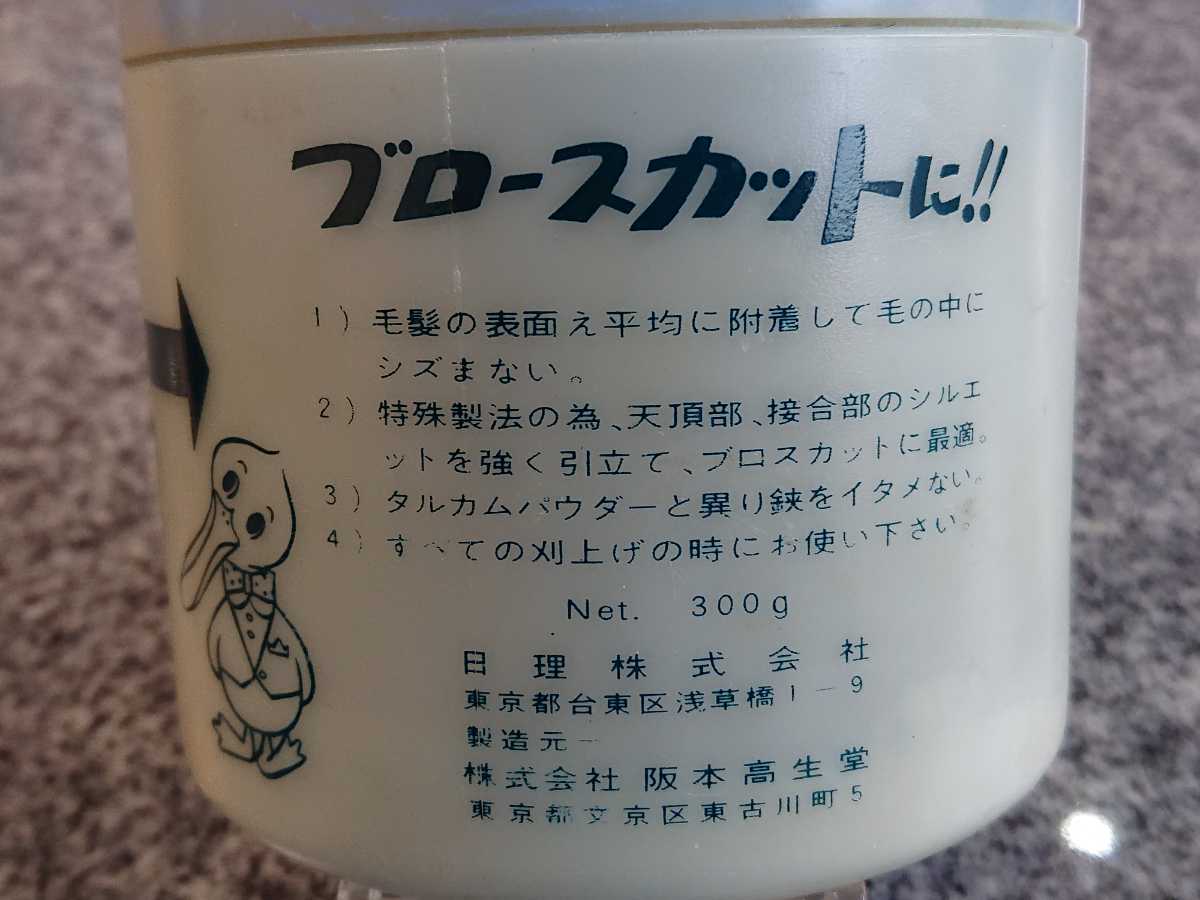 ブロースカットに!!
1) 毛髪の表面え平均に附着して毛の中に
シズまない。
2) 特殊製法の為、天頂部、接合部のシルエ
ットを強く引立て、ブロスカットに最適。
3) タルカムパウダーと異り鋏をイタメない。
4) すべての刈上げの時にお使い下さい。
Net. 300g
日理株式会社
東京都台東区浅草橋1-9
製造元-
株式会社 阪本高生堂
東京都文京区東古川町5